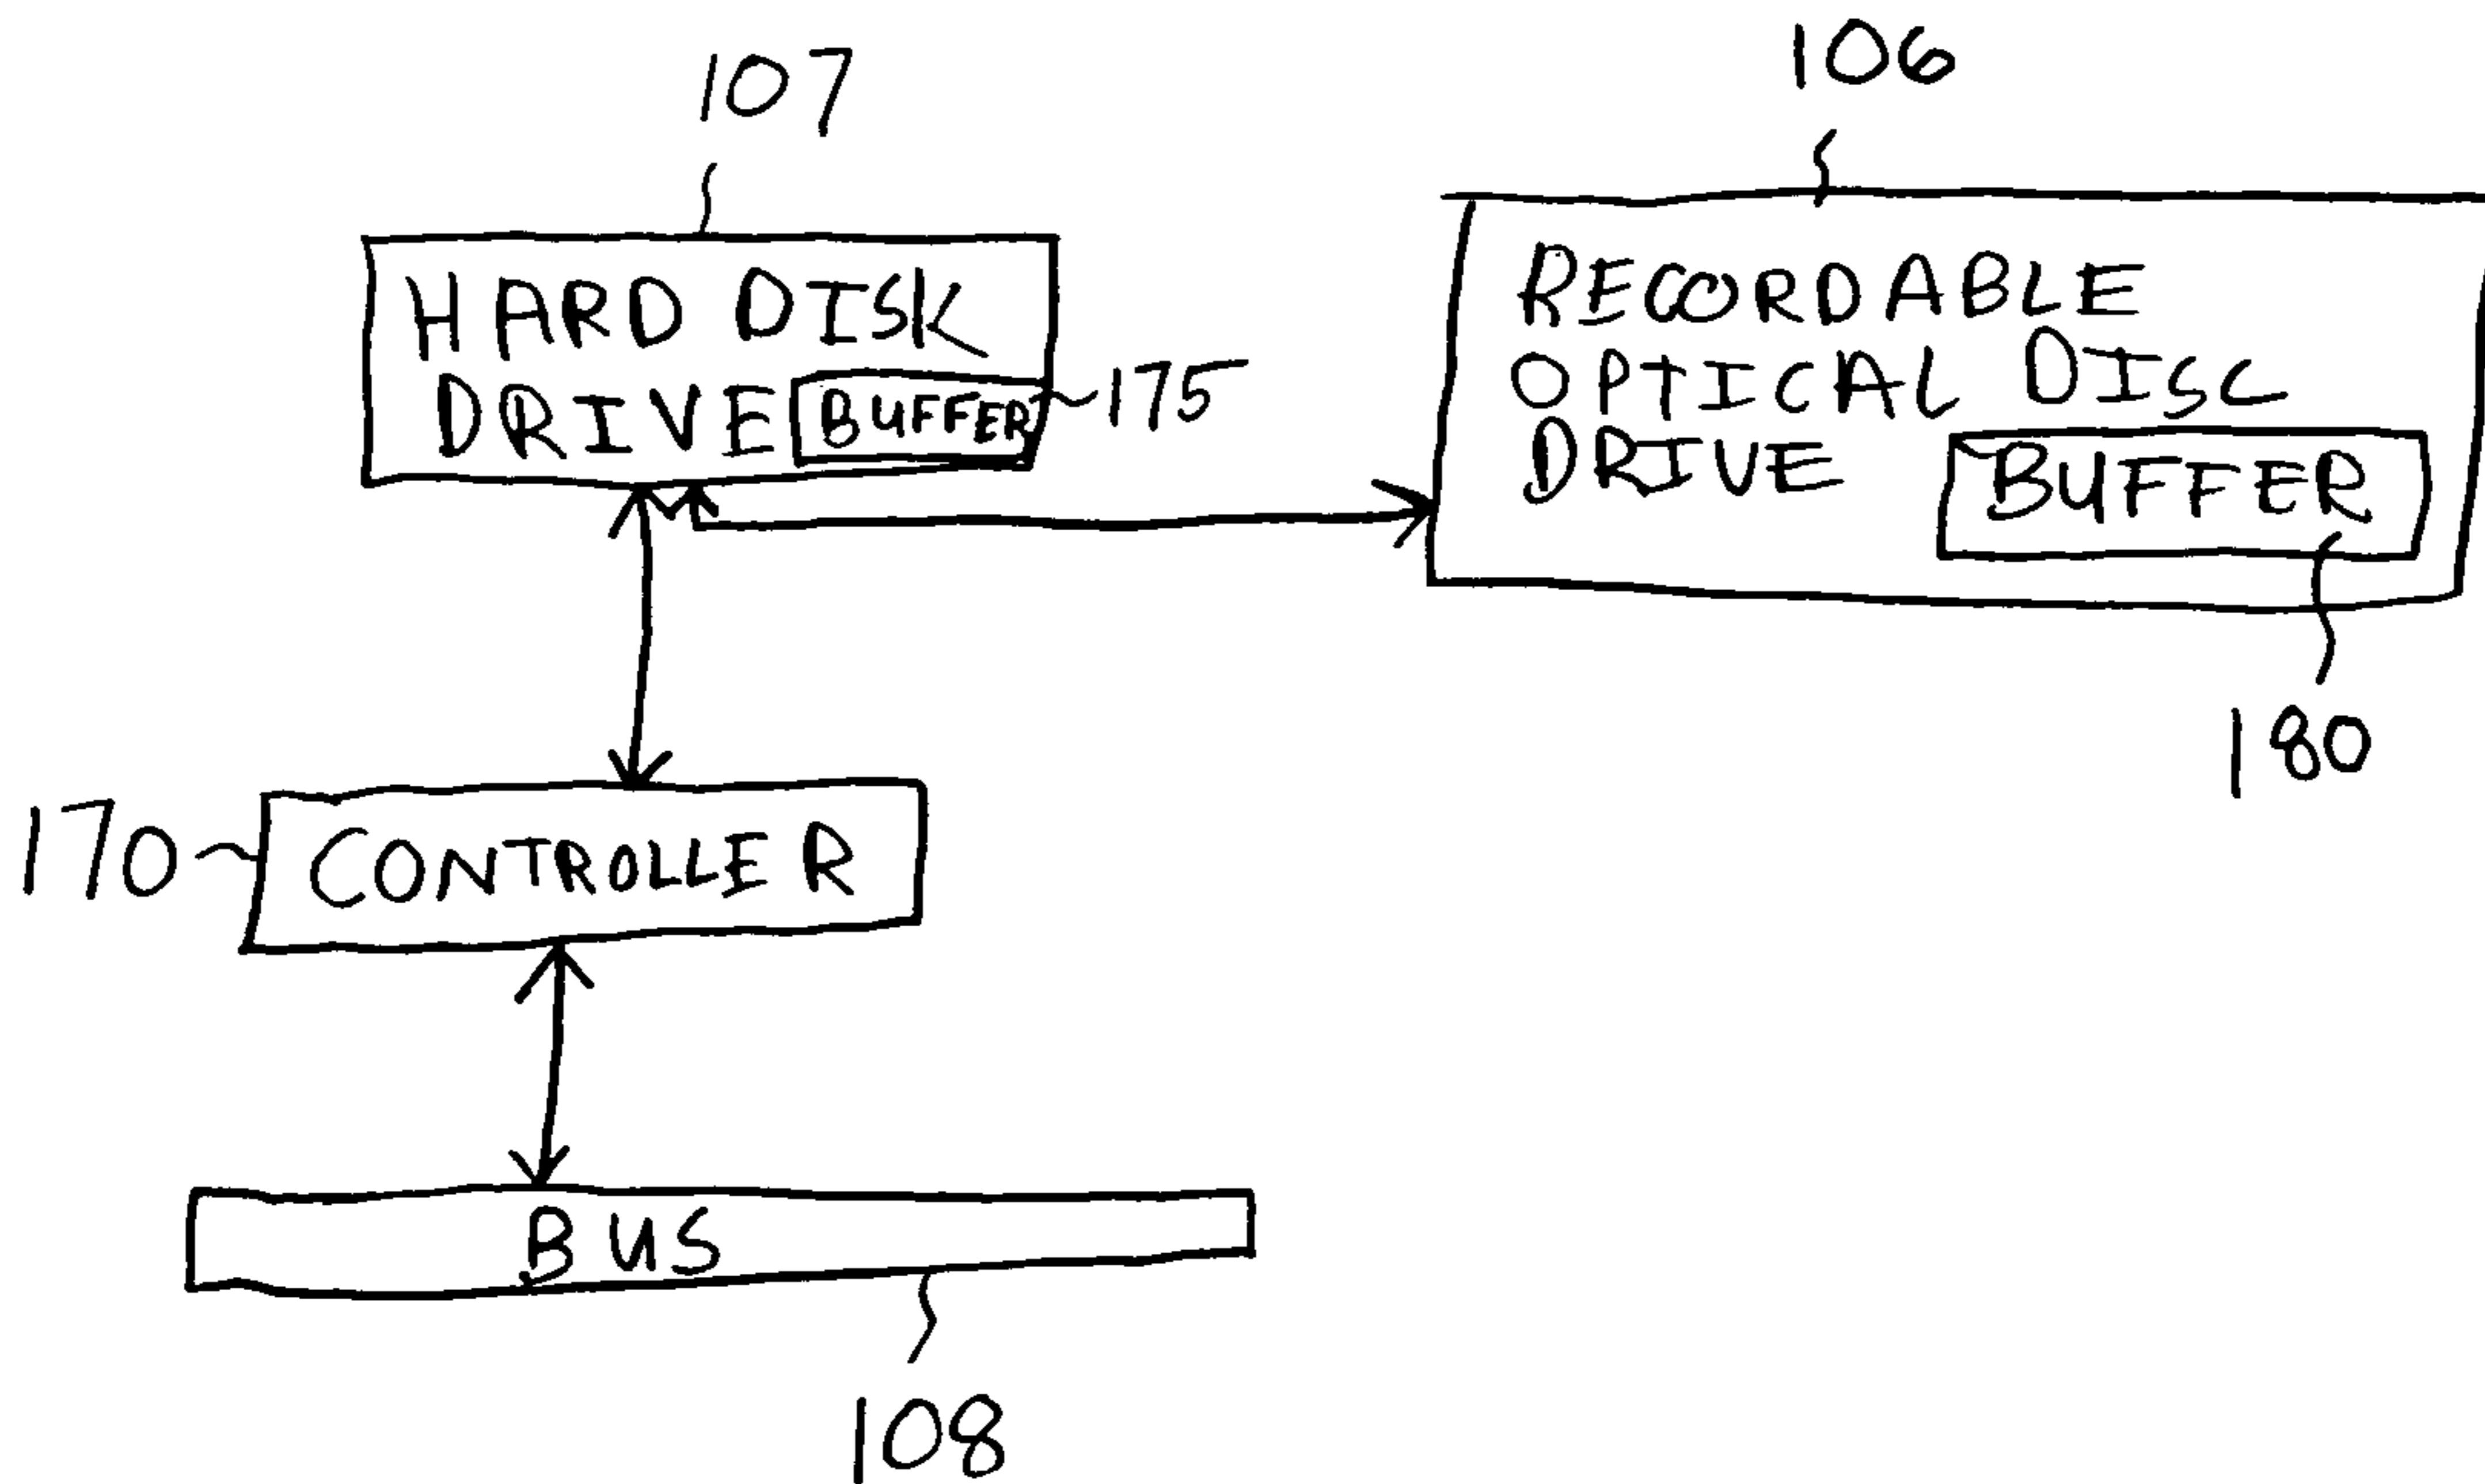 107
106
HARD DISK
DRIVE BUFFER
175
RECORDABLE
OPTICAL DISC
DRIVE BUFFER
180
170
CONTROLLER
BUS
108